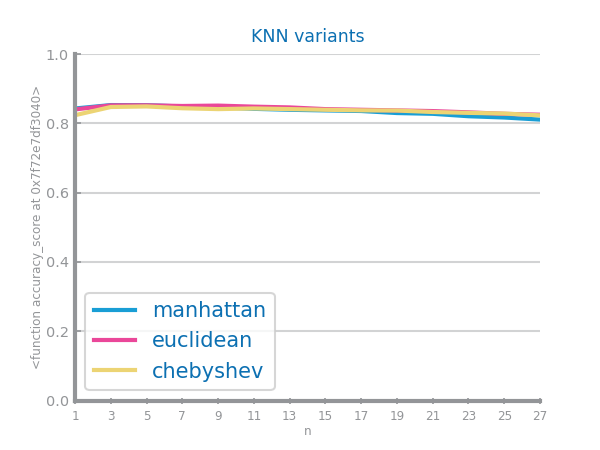 KNN variants
<function accuracy_score at 0x7f72e7df3040>
1.0
0.8
0.6
0.4
0.2
0.0
manhattan
euclidean
chebyshev
1 3 5 7 9 11 13 15 17 19 21 23 25 27
n